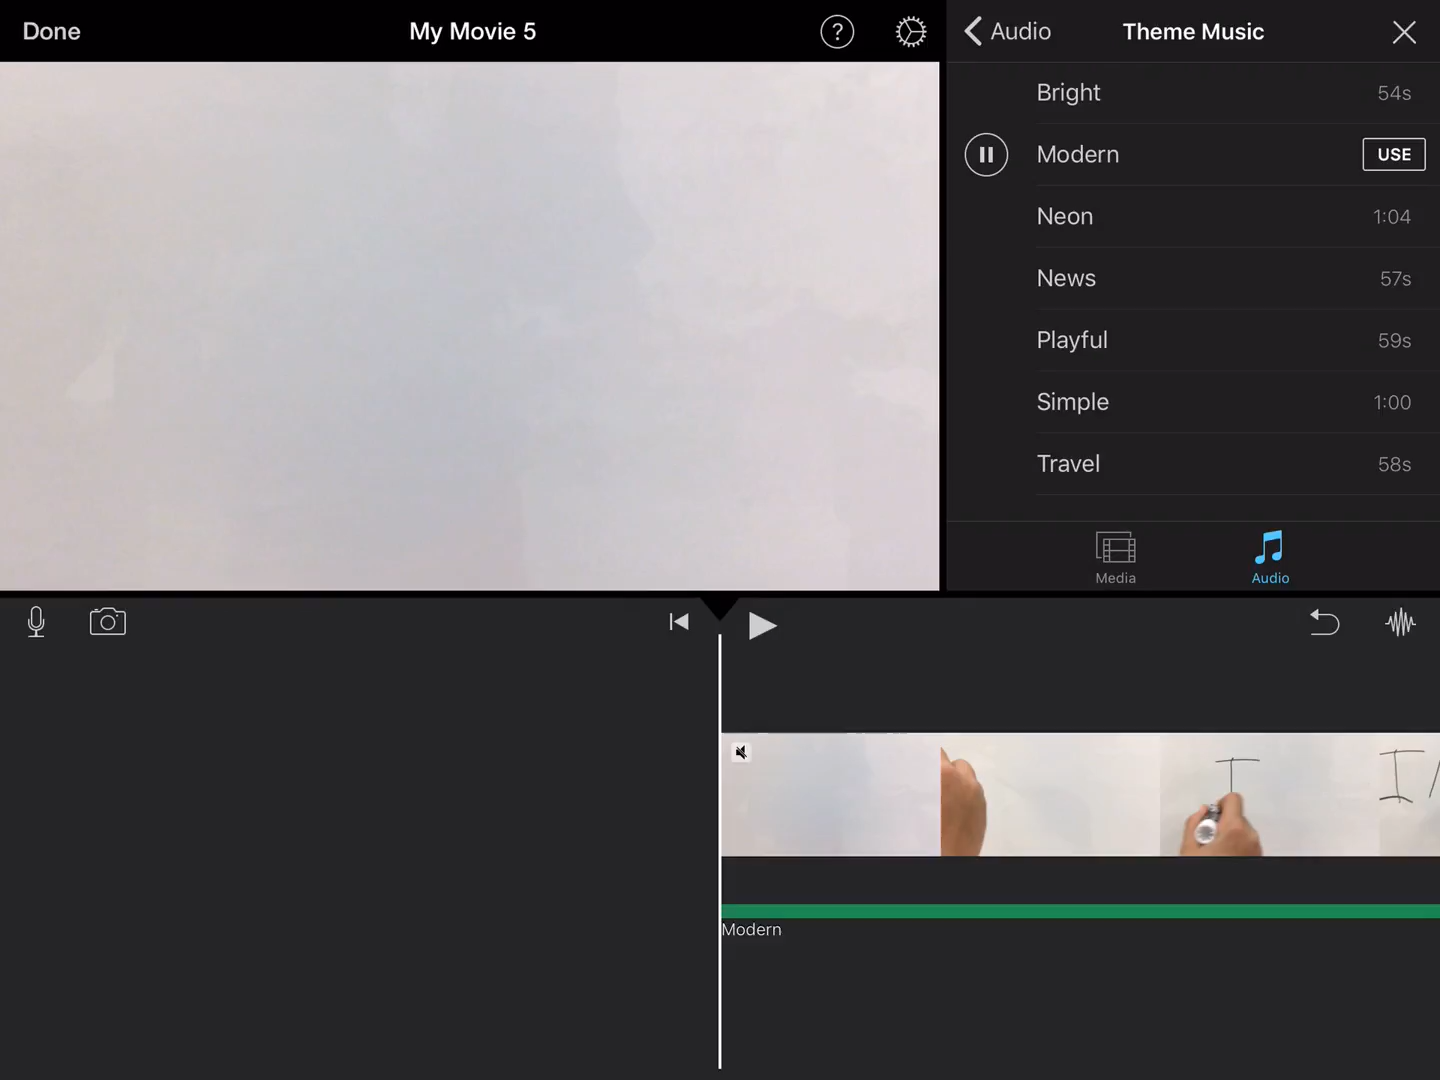 Done
My Movie 5
?
Audio
Theme Music
Bright 54s
Modern USE
Neon 1:04
News 57s
Playful 59s
Simple 1:00
Travel 58s
Media
Audio
I
I
Modern